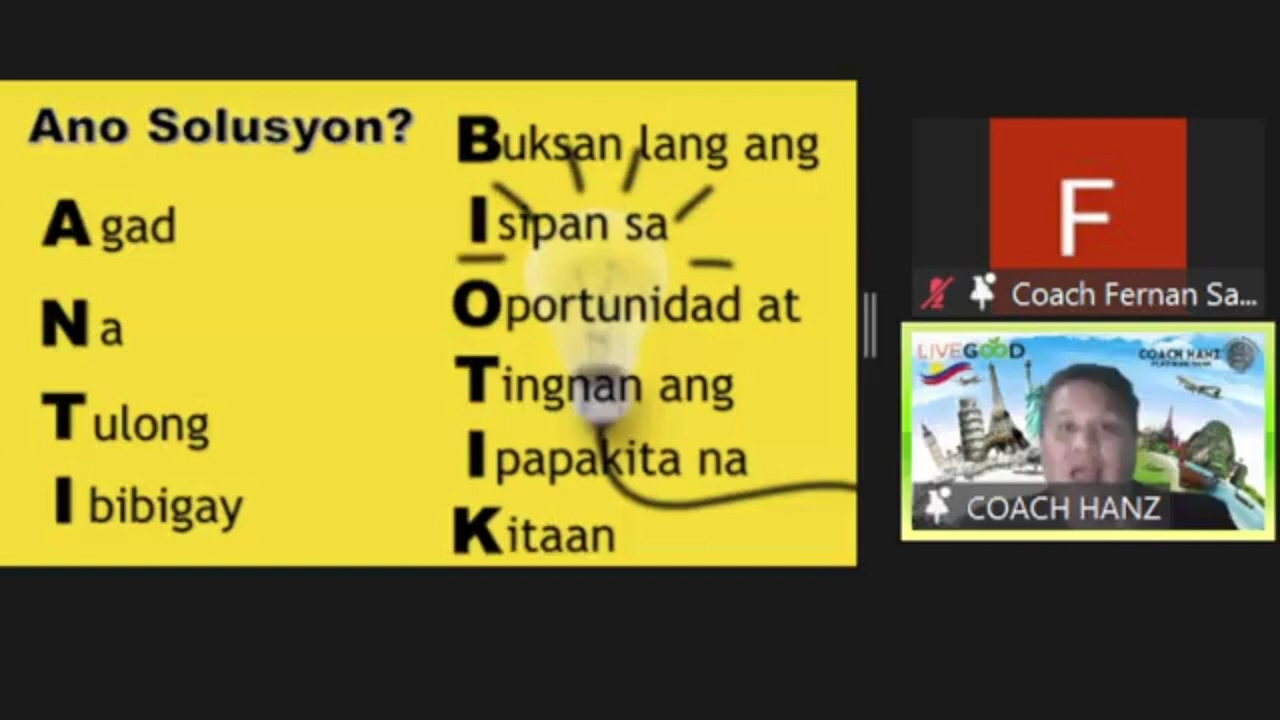 Ano Solusyon?
Agad
Na
Tulong
Ibibigay
Buksan lang ang
Isipan sa
Oportunidad at
Tingnan ang
Ipapakita na
Kitaan
F
Coach Fernan Sa...
LIVEGOOD
COACH HANZ
COACH HANZ